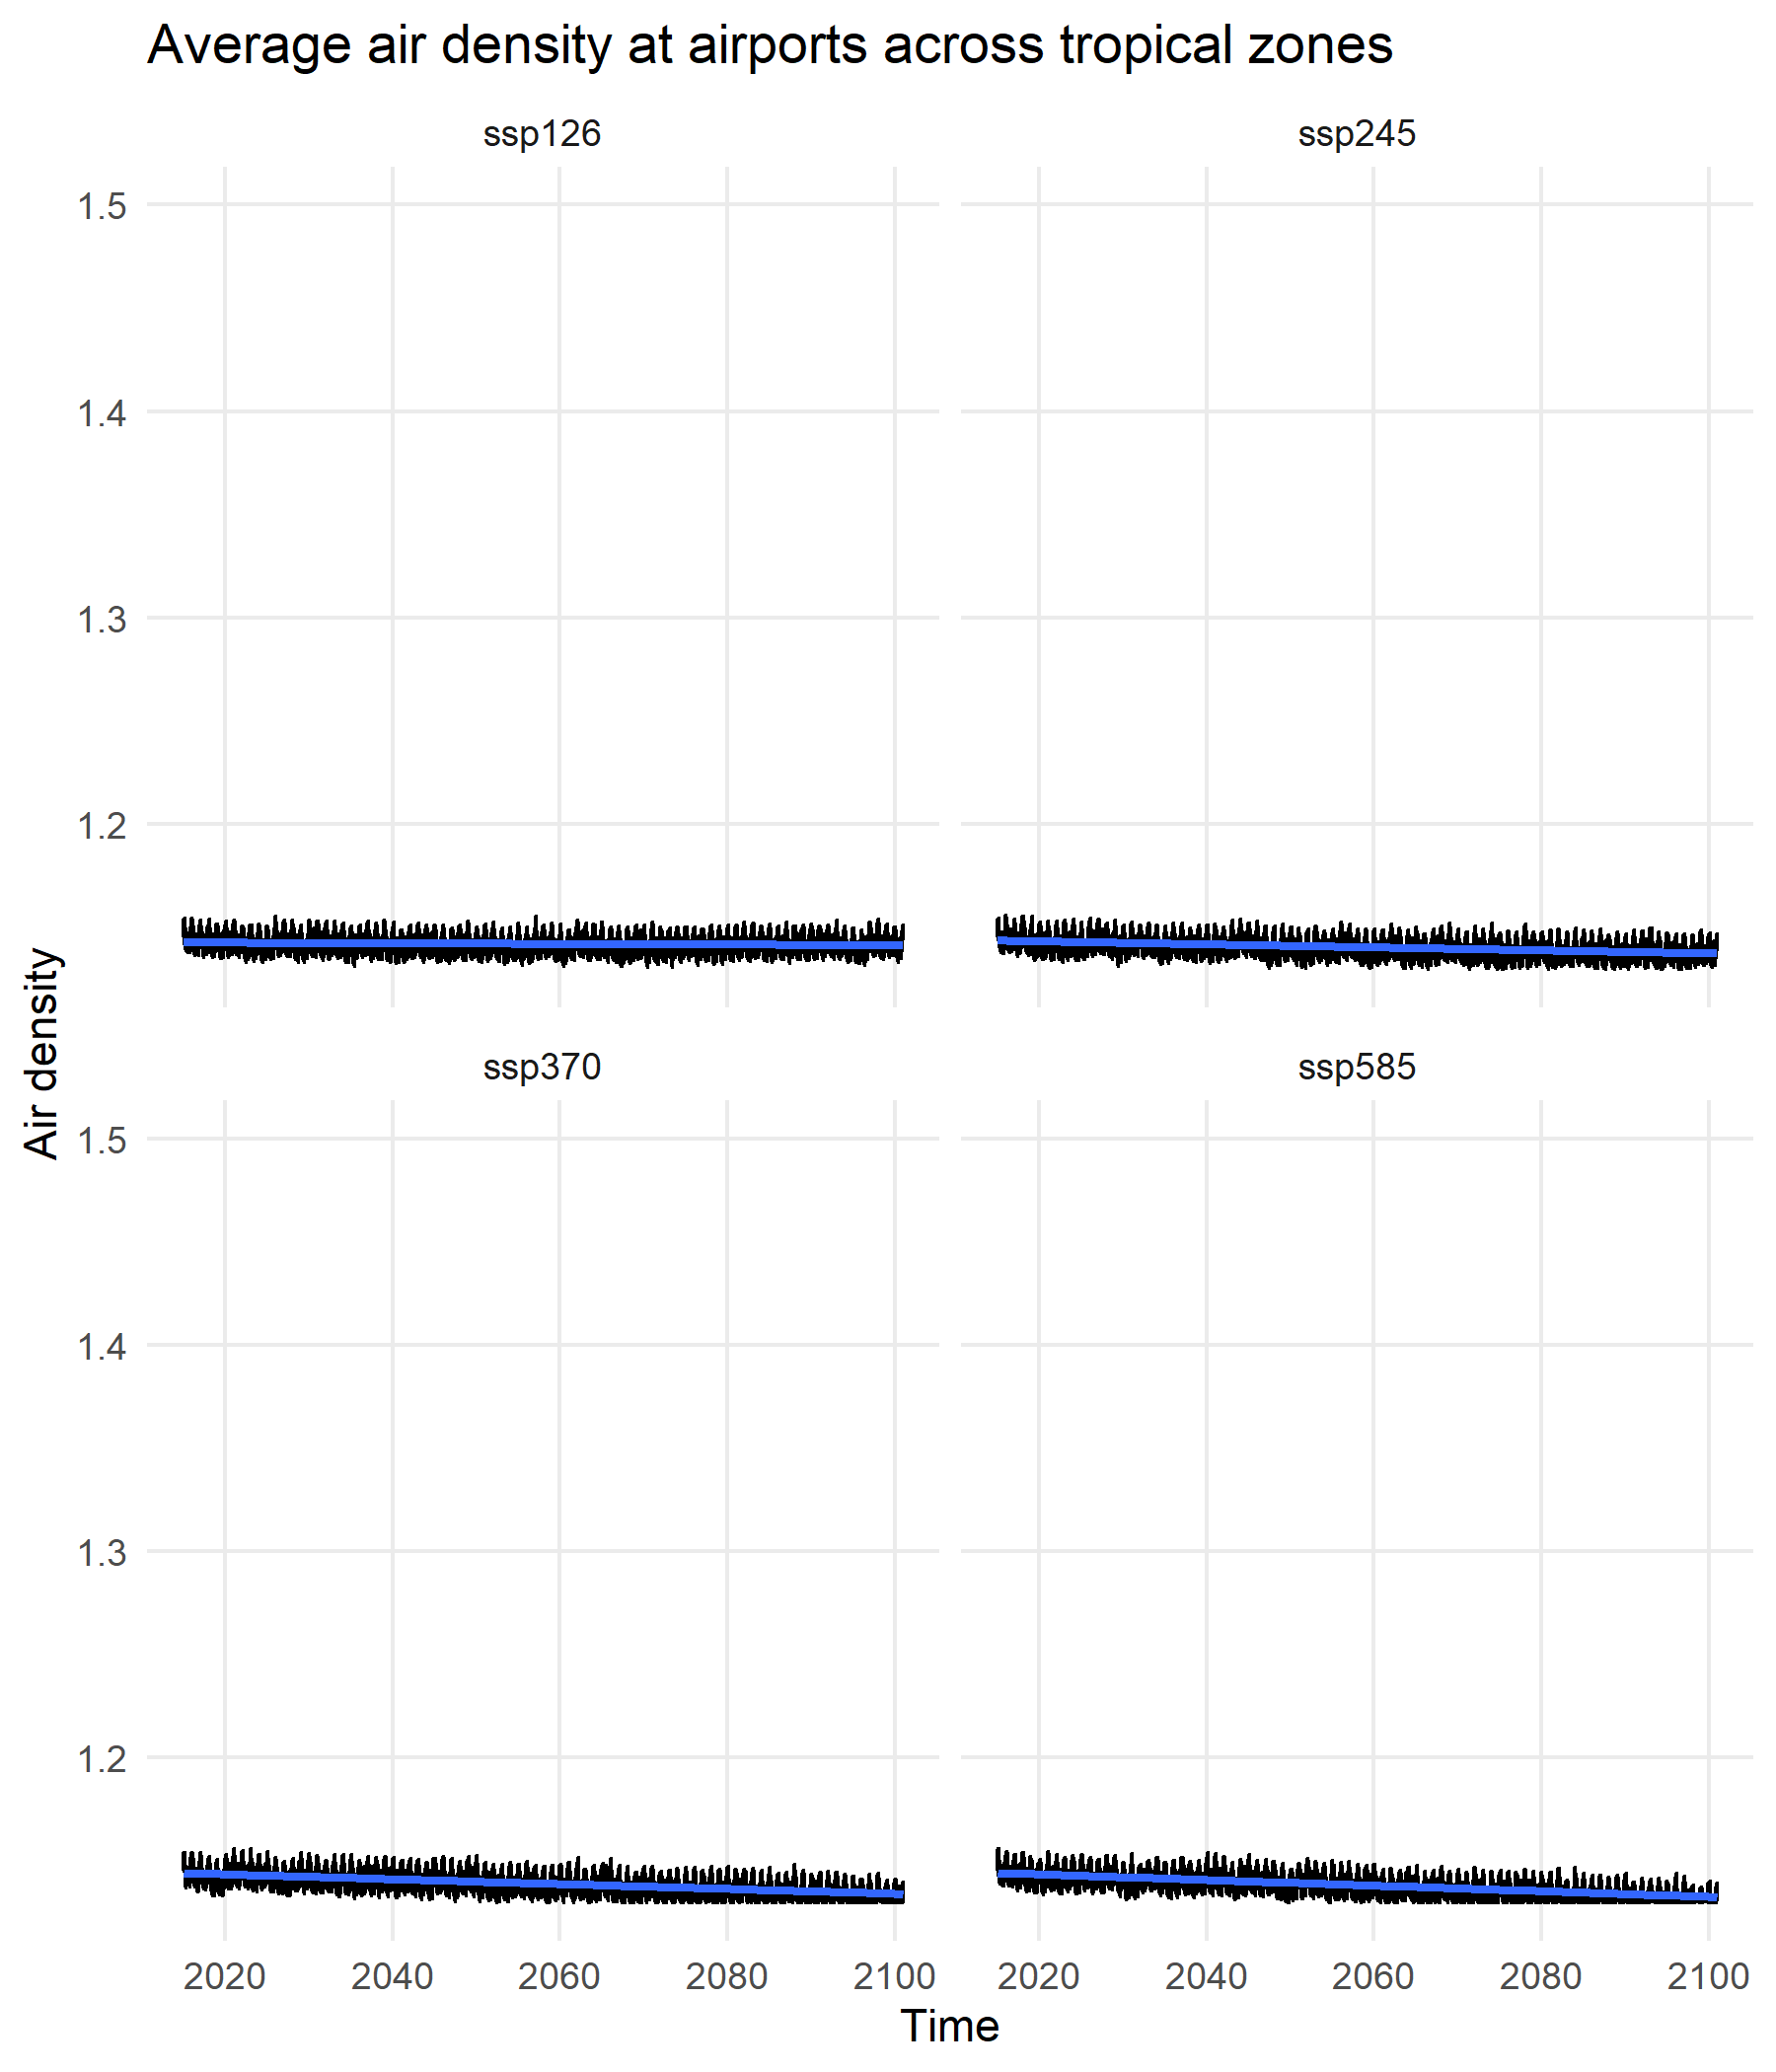 Average air density at airports across tropical zones
ssp126
ssp245
1.5
1.4
1.3
1.2
Air density
ssp370
ssp585
1.5
1.4
1.3
1.2
2020 2040 2060 2080 2100 2020 2040 2060 2080 2100
Time